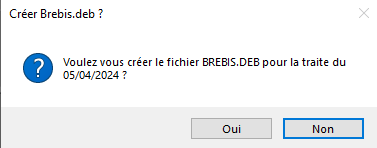 Créer Brebis.deb ?
Voulez vous créer le fichier BREBIS.DEB pour la traite du
05/04/2024 ?
Oui
Non